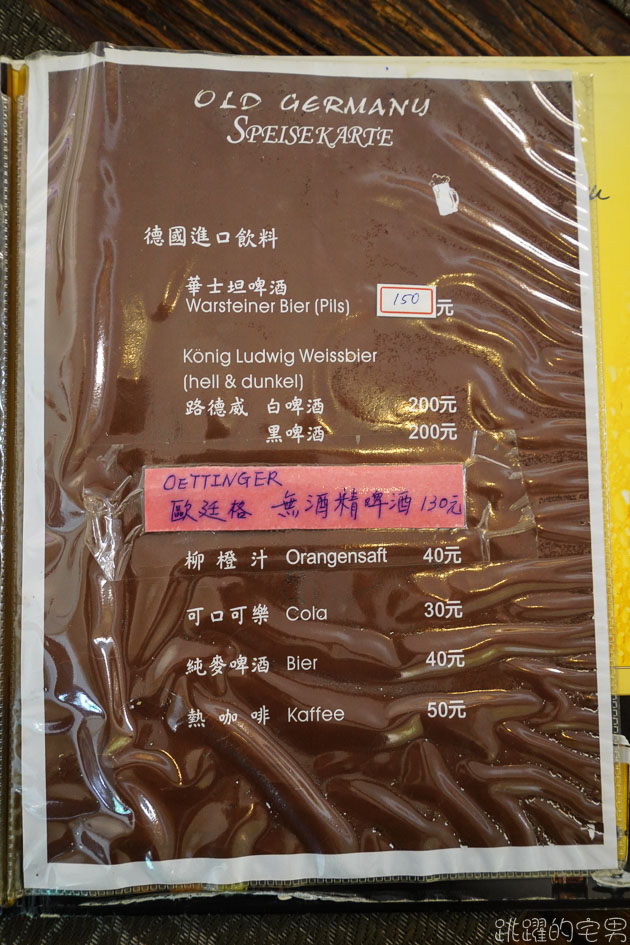 OLD GERMANY
SPEISEKARTE
德國進口飲料
華士坦啤酒
Warsteiner Bier (Pils) 150 元
König Ludwig Weissbier
(hell & dunkel)
路德威 白啤酒 200元
黑啤酒 200元
OETTINGER
歐廷格 無酒精啤酒 130元
柳橙汁 Orangensaft 40元
可口可樂 Cola 30元
純麥啤酒 Bier 40元
熱咖啡 Kaffee 50元
跳躍的宅男